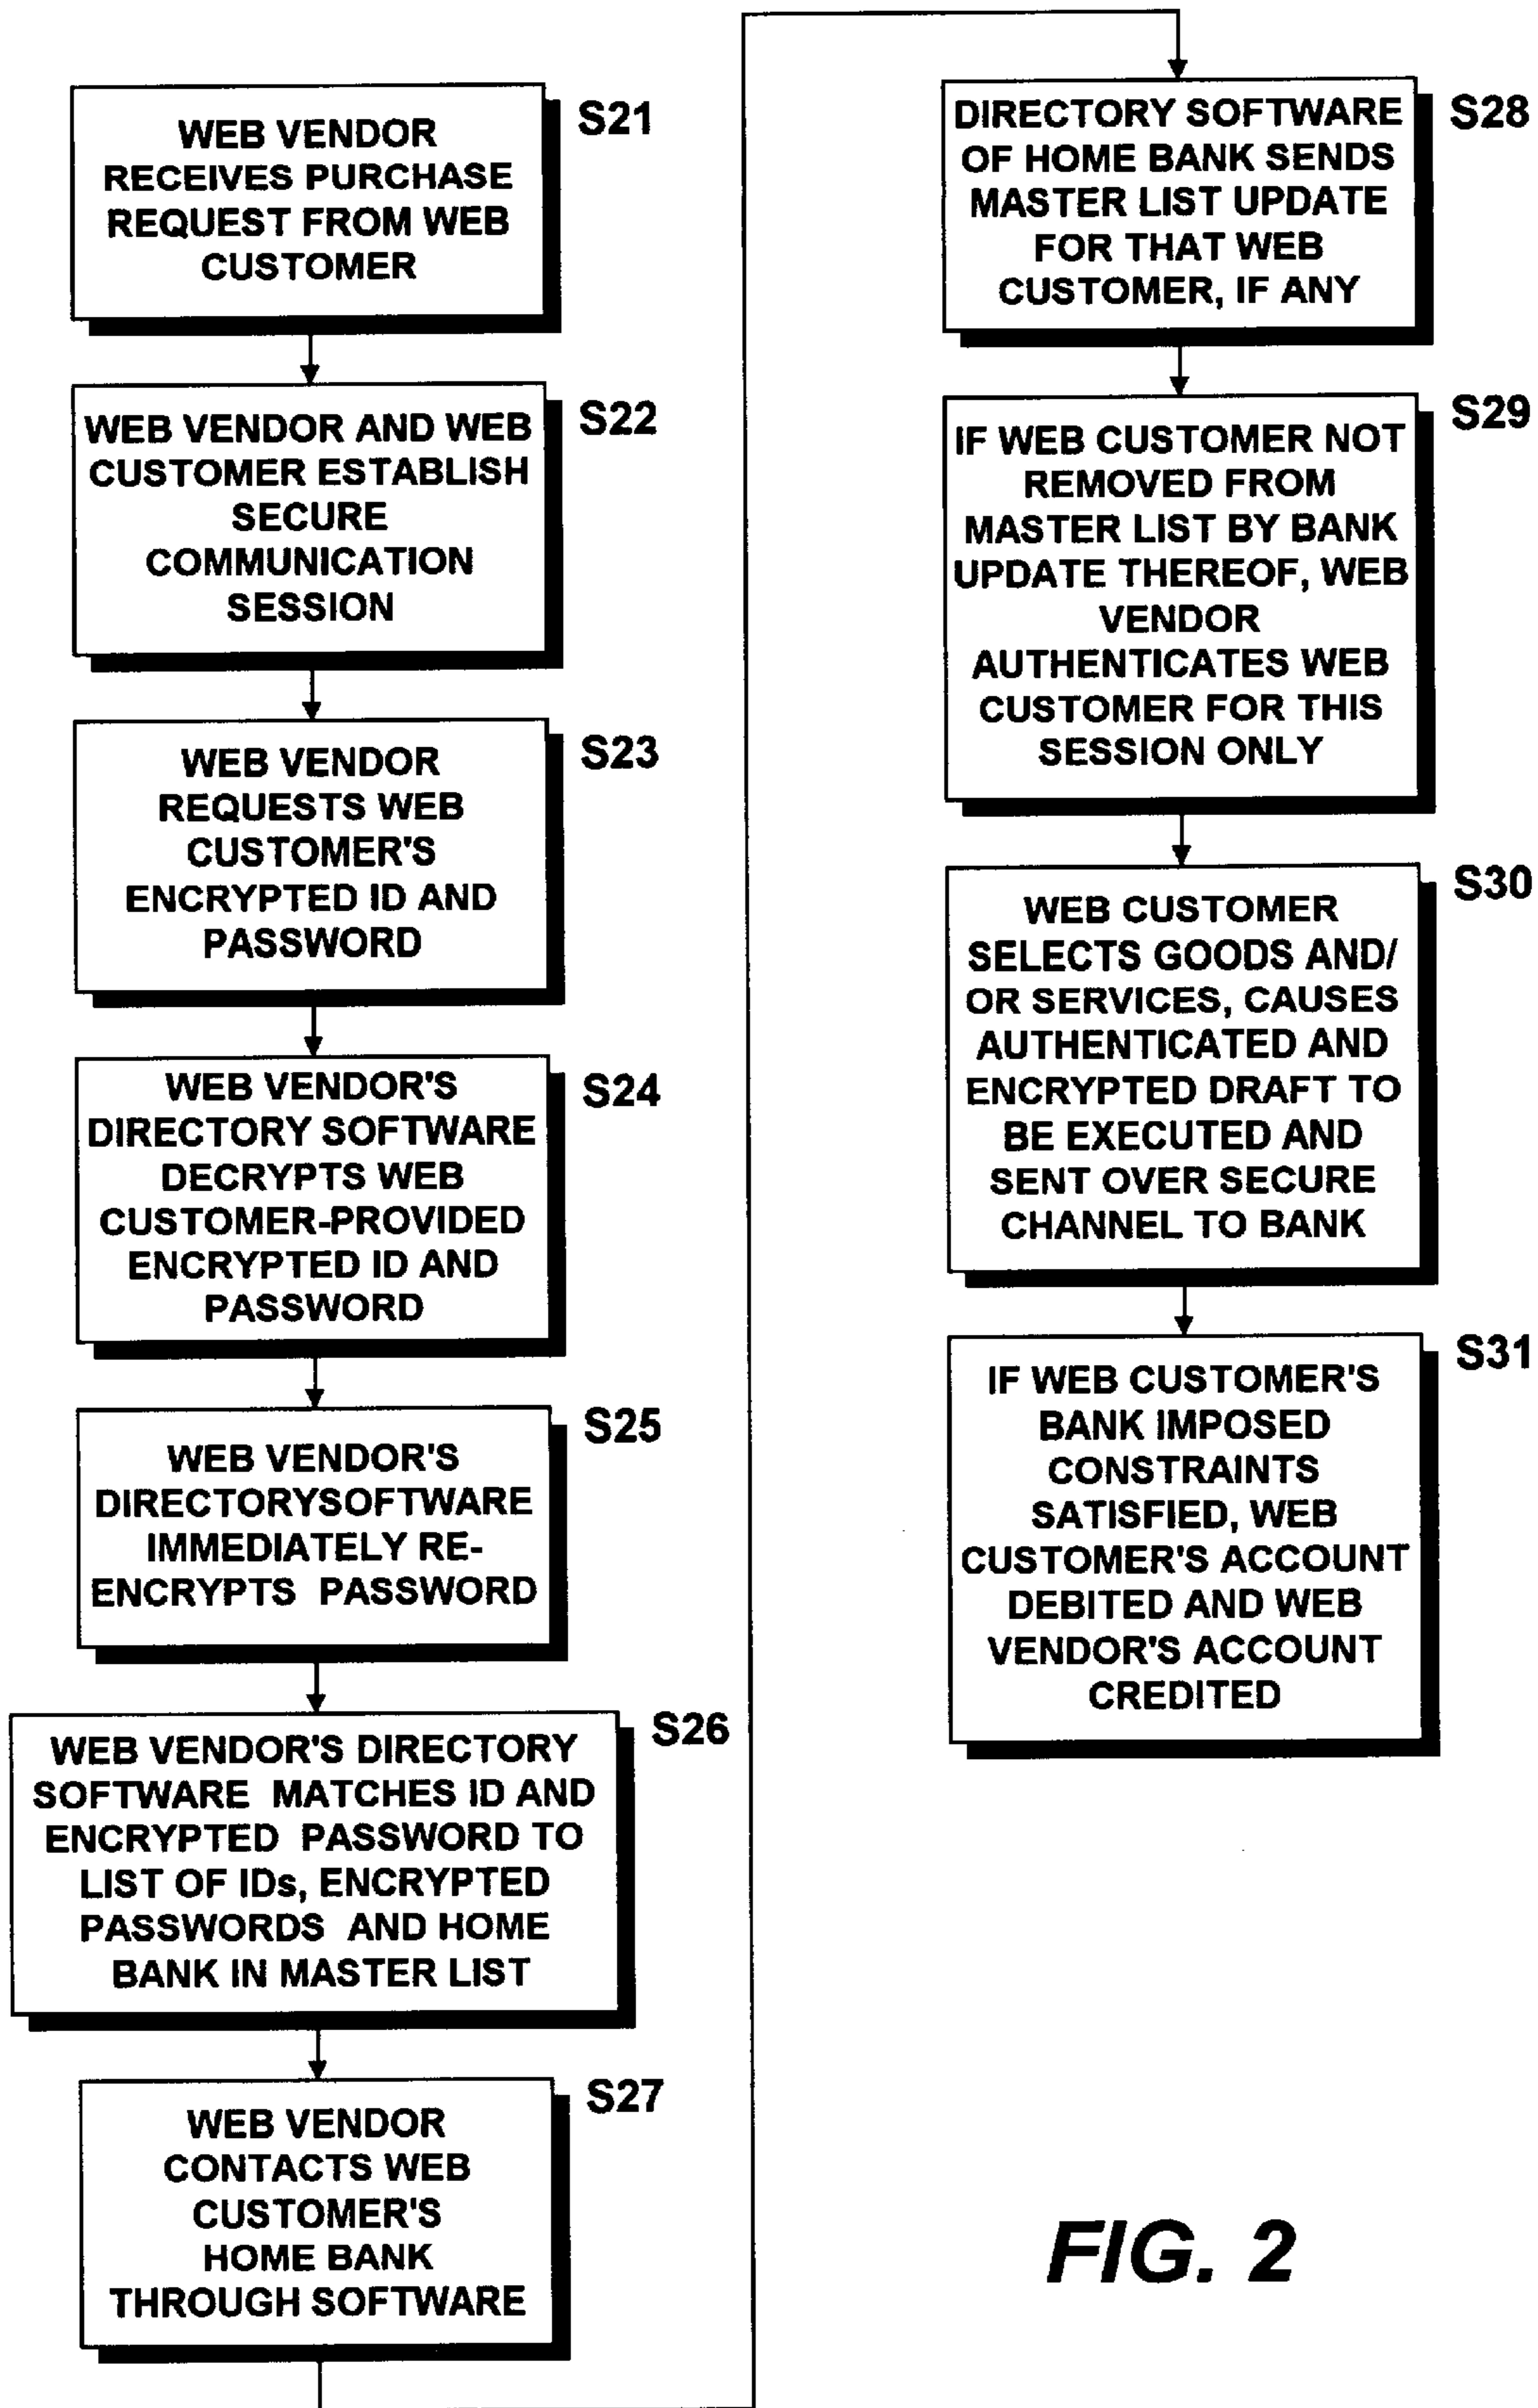 WEB VENDOR
RECEIVES PURCHASE
REQUEST FROM WEB
CUSTOMER
S21
WEB VENDOR AND WEB
CUSTOMER ESTABLISH
SECURE
COMMUNICATION
SESSION
S22
WEB VENDOR
REQUESTS WEB
CUSTOMER'S
ENCRYPTED ID AND
PASSWORD
S23
WEB VENDOR'S
DIRECTORY SOFTWARE
DECRYPTS WEB
CUSTOMER-PROVIDED
ENCRYPTED ID AND
PASSWORD
S24
WEB VENDOR'S
DIRECTORYSOFTWARE
IMMEDIATELY RE-
ENCRYPTS PASSWORD
S25
WEB VENDOR'S DIRECTORY
SOFTWARE MATCHES ID AND
ENCRYPTED PASSWORD TO
LIST OF IDs, ENCRYPTED
PASSWORDS AND HOME
BANK IN MASTER LIST
S26
WEB VENDOR
CONTACTS WEB
CUSTOMER'S
HOME BANK
THROUGH SOFTWARE
S27
DIRECTORY SOFTWARE
OF HOME BANK SENDS
MASTER LIST UPDATE
FOR THAT WEB
CUSTOMER, IF ANY
S28
IF WEB CUSTOMER NOT
REMOVED FROM
MASTER LIST BY BANK
UPDATE THEREOF, WEB
VENDOR
AUTHENTICATES WEB
CUSTOMER FOR THIS
SESSION ONLY
S29
WEB CUSTOMER
SELECTS GOODS AND/
OR SERVICES, CAUSES
AUTHENTICATED AND
ENCRYPTED DRAFT TO
BE EXECUTED AND
SENT OVER SECURE
CHANNEL TO BANK
S30
IF WEB CUSTOMER'S
BANK IMPOSED
CONSTRAINTS
SATISFIED, WEB
CUSTOMER'S ACCOUNT
DEBITED AND WEB
VENDOR'S ACCOUNT
CREDITED
S31
FIG. 2